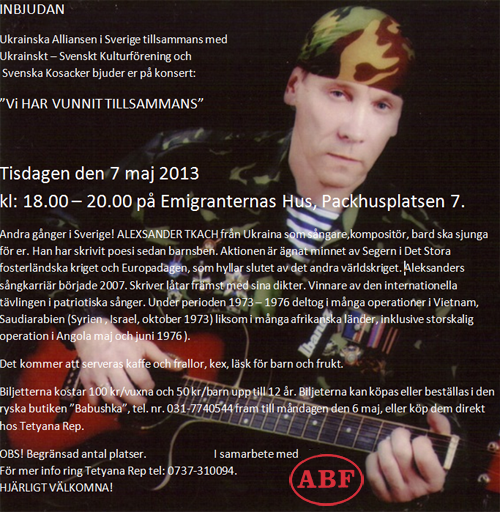 INBJUDAN
Ukrainska Alliansen i Sverige tillsammans med
Ukrainskt – Svenskt Kulturförening och
Svenska Kosacker bjuder er på konsert:
”Vi HAR VUNNIT TILLSAMMANS”
Tisdagen den 7 maj 2013
kl: 18.00 – 20.00 på Emigranternas Hus, Packhusplatsen 7.
Andra gånger i Sverige! ALEXSANDER TKACH från Ukraina som sångare,kompositör, bard ska sjunga
för er. Han har skrivit poesi sedan barnsben. Aktionen är ägnat minnet av Segern i Det Stora
fosterländska kriget och Europadagen, som hyllar slutet av det andra världskriget. Aleksanders
sångkarriär började 2007. Skriver låtar främst med sina dikter. Vinnare av den internationella
tävlingen i patriotiska sånger. Under perioden 1973 – 1976 deltog i många operationer i Vietnam,
Saudiarabien (Syrien, Israel, oktober 1973) liksom i många afrikanska länder, inklusive storskalig
operation i Angola maj och juni 1976 ).
Det kommer att serveras kaffe och frallor, kex, läsk för barn och frukt.
Biljetterna kostar 100 kr/vuxna och 50 kr/barn upp till 12 år. Biljeterna kan köpas eller beställas i den
ryska butiken ”Babushka”, tel. nr. 031-7740544 fram till måndagen den 6 maj, eller köp dem direkt
hos Tetyana Rep.
OBS! Begränsad antal platser. I samarbete med
För mer info ring Tetyana Rep tel: 0737-310094.
HJÄRLIGT VÄLKOMNA!
ABF